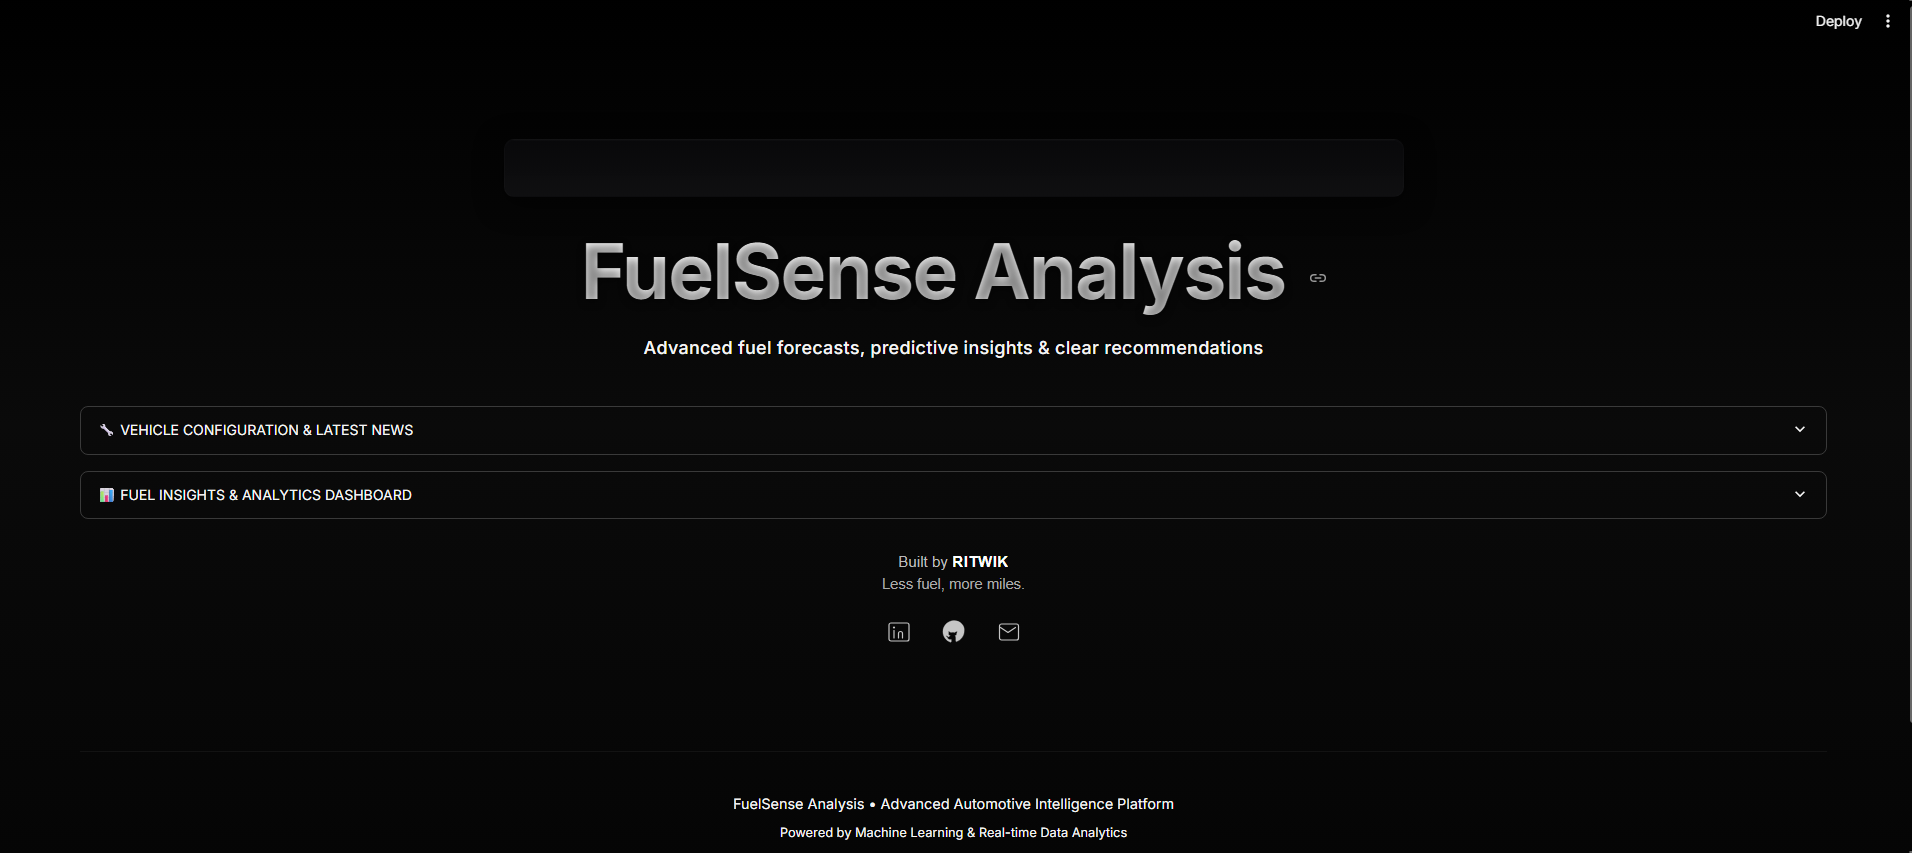 Deploy
FuelSense Analysis
Advanced fuel forecasts, predictive insights & clear recommendations
VEHICLE CONFIGURATION & LATEST NEWS
FUEL INSIGHTS & ANALYTICS DASHBOARD
Built by RITWIK
Less fuel, more miles.
in
FuelSense Analysis • Advanced Automotive Intelligence Platform
Powered by Machine Learning & Real-time Data Analytics